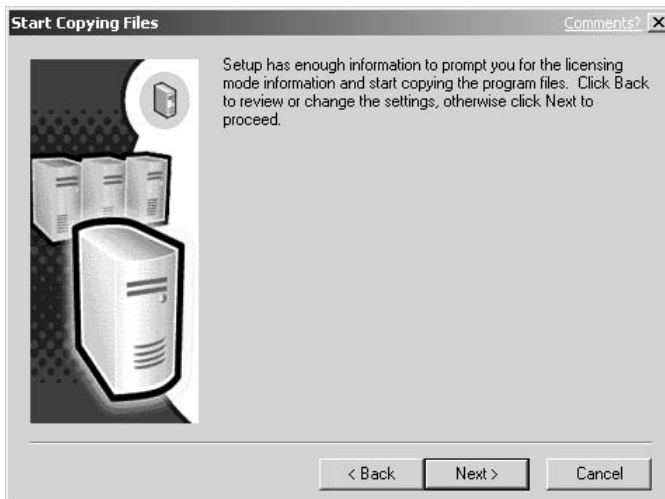 Start Copying Files
Comments?
Setup has enough information to prompt you for the licensing
mode information and start copying the program files. Click Back
to review or change the settings, otherwise click Next to
proceed.
< Back
Next >
Cancel